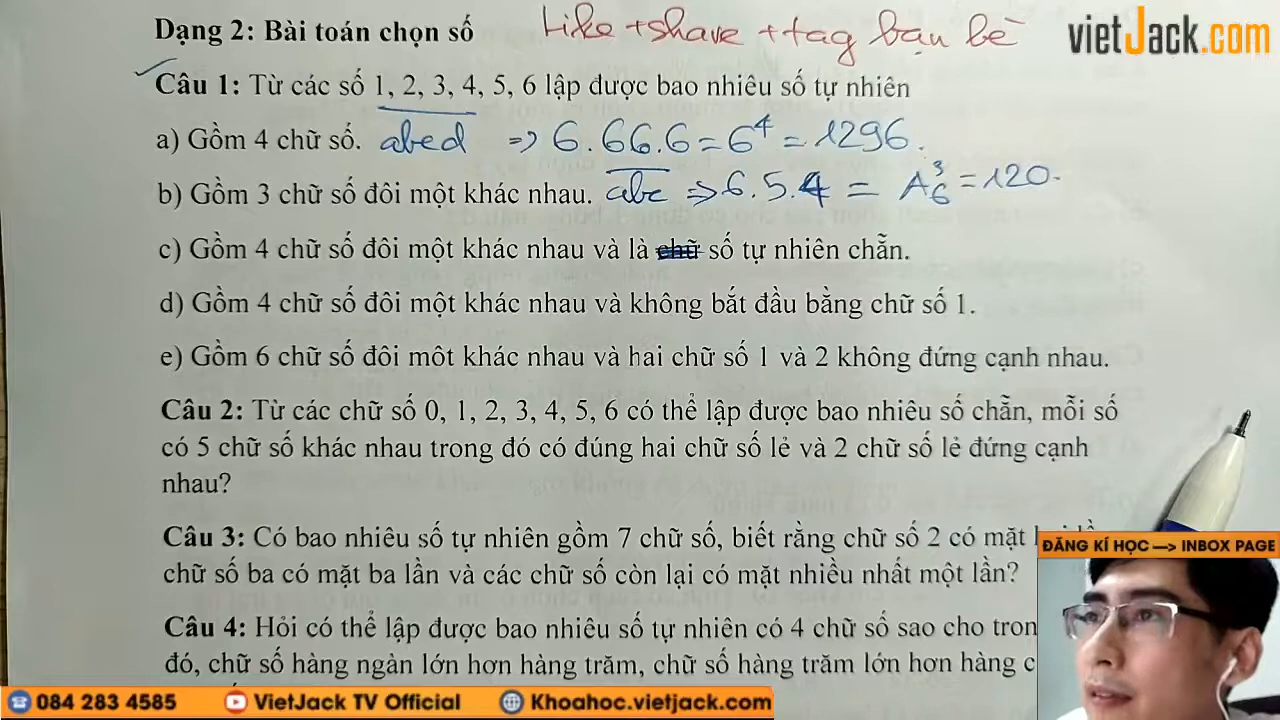 Dạng 2: Bài toán chọn số Like + share + tag bạn bè
vietJack.com
Câu 1: Từ các số 1, 2, 3, 4, 5, 6 lập được bao nhiêu số tự nhiên
a) Gồm 4 chữ số. abcd => 6.66.6 = 6⁴ = 1296.
b) Gồm 3 chữ số đôi một khác nhau. abc => 6.5.4 = A₆³ = 120.
c) Gồm 4 chữ số đôi một khác nhau và là chữ số tự nhiên chẵn.
d) Gồm 4 chữ số đôi một khác nhau và không bắt đầu bằng chữ số 1.
e) Gồm 6 chữ số đôi môt khác nhau và hai chữ số 1 và 2 không đứng cạnh nhau.
Câu 2: Từ các chữ số 0, 1, 2, 3, 4, 5, 6 có thể lập được bao nhiêu số chẵn, mỗi số
có 5 chữ số khác nhau trong đó có đúng hai chữ số lẻ và 2 chữ số lẻ đứng cạnh
nhau?
Câu 3: Có bao nhiêu số tự nhiên gồm 7 chữ số, biết rằng chữ số 2 có mặt
chữ số ba có mặt ba lần và các chữ số còn lại có mặt nhiều nhất một lần?
Câu 4: Hỏi có thể lập được bao nhiêu số tự nhiên có 4 chữ số sao cho tron
đó, chữ số hàng ngàn lớn hơn hàng trăm, chữ số hàng trăm lớn hơn hàng c
ĐĂNG KÍ HỌC —> INBOX PAGE
084 283 4585 VietJack TV Official Khoahoc.vietjack.com